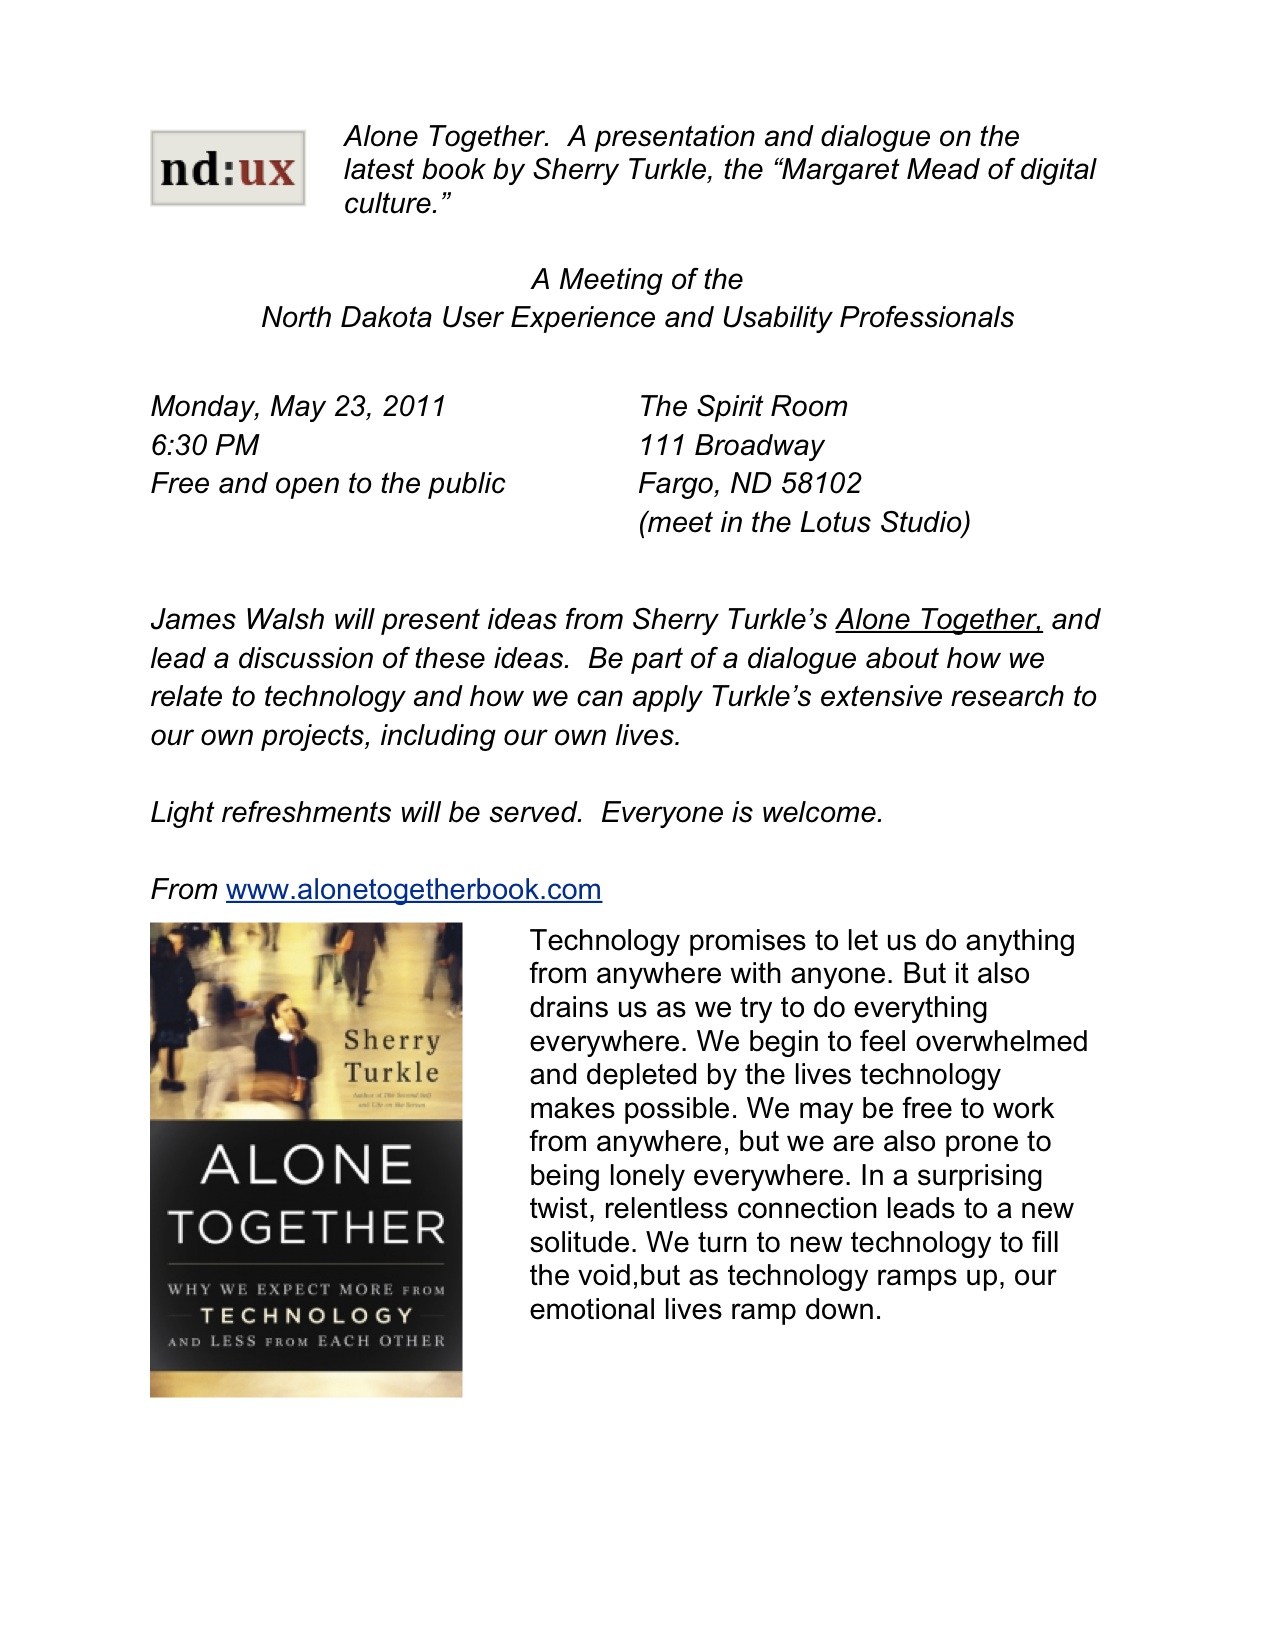 nd:ux
Alone Together.  A presentation and dialogue on the
latest book by Sherry Turkle, the “Margaret Mead of digital
culture.”
A Meeting of the
North Dakota User Experience and Usability Professionals
Monday, May 23, 2011
6:30 PM
Free and open to the public
The Spirit Room
111 Broadway
Fargo, ND 58102
(meet in the Lotus Studio)
James Walsh will present ideas from Sherry Turkle’s Alone Together, and
lead a discussion of these ideas.  Be part of a dialogue about how we
relate to technology and how we can apply Turkle’s extensive research to
our own projects, including our own lives.
Light refreshments will be served.  Everyone is welcome.
From www.alonetogetherbook.com
Sherry
Turkle
Author of The Second Self
and Life on the Screen
ALONE
TOGETHER
WHY WE EXPECT MORE FROM
TECHNOLOGY
AND LESS FROM EACH OTHER
Technology promises to let us do anything
from anywhere with anyone. But it also
drains us as we try to do everything
everywhere. We begin to feel overwhelmed
and depleted by the lives technology
makes possible. We may be free to work
from anywhere, but we are also prone to
being lonely everywhere. In a surprising
twist, relentless connection leads to a new
solitude. We turn to new technology to fill
the void,but as technology ramps up, our
emotional lives ramp down.